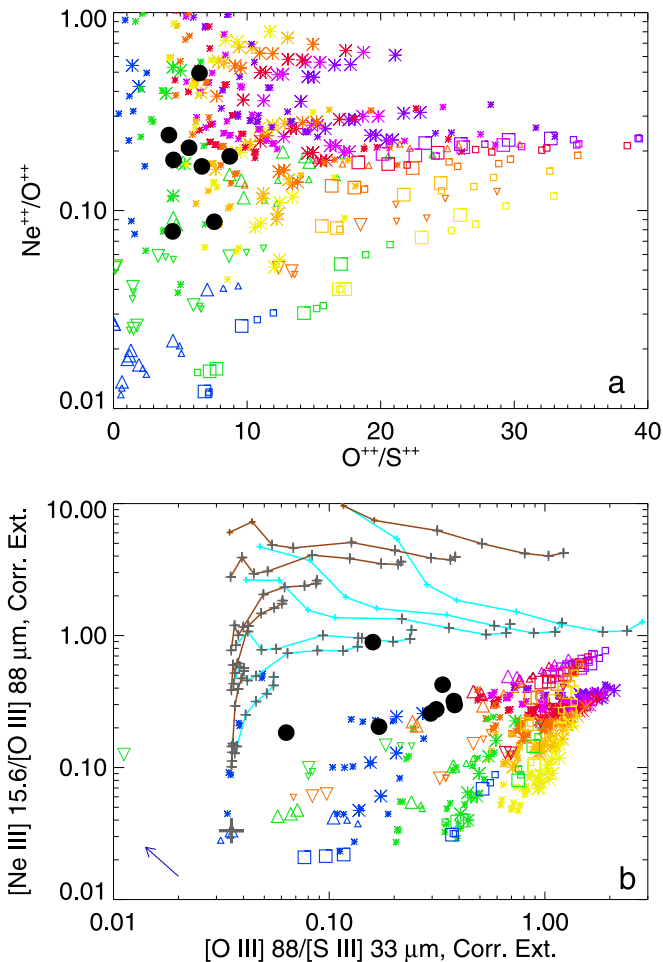 1.00
0.10
0.01
Ne++/O++
a
0 10 20 30 40
O++/S++
10.00
1.00
0.10
0.01
[Ne III] 15.6/[O III] 88 μm, Corr. Ext.
b
0.01 0.10 1.00
[O III] 88/[S III] 33 μm, Corr. Ext.